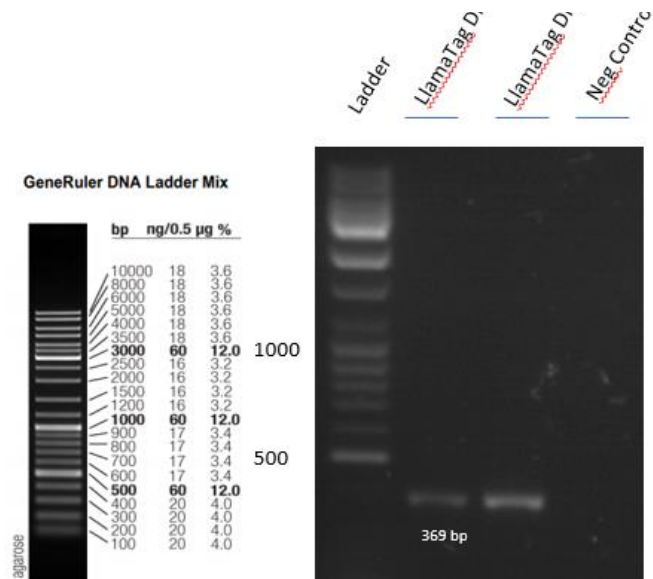 Ladder
LlamaTag D
LlamaTag D
Neg Contro
GeneRuler DNA Ladder Mix
bp ng/0.5 µg %
10000 18 3.6
8000 18 3.6
6000 18 3.6
5000 18 3.6
4000 18 3.6
3500 18 3.6
3000 60 12.0
2500 16 3.2
2000 16 3.2
1500 16 3.2
1200 16 3.2
1000 60 12.0
900 17 3.4
800 17 3.4
700 17 3.4
600 17 3.4
500 60 12.0
400 20 4.0
300 20 4.0
200 20 4.0
100 20 4.0
agarose
1000
500
369 bp